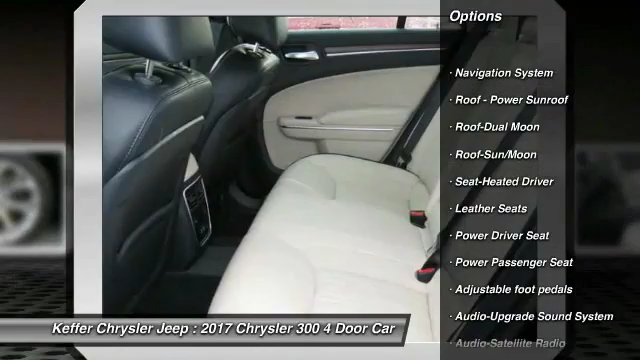 Options
· Navigation System
· Roof - Power Sunroof
· Roof-Dual Moon
· Roof-Sun/Moon
· Seat-Heated Driver
· Leather Seats
· Power Driver Seat
· Power Passenger Seat
· Adjustable foot pedals
· Audio-Upgrade Sound System
· Audio-Satellite Radio
Keffer Chrysler Jeep : 2017 Chrysler 300 4 Door Car